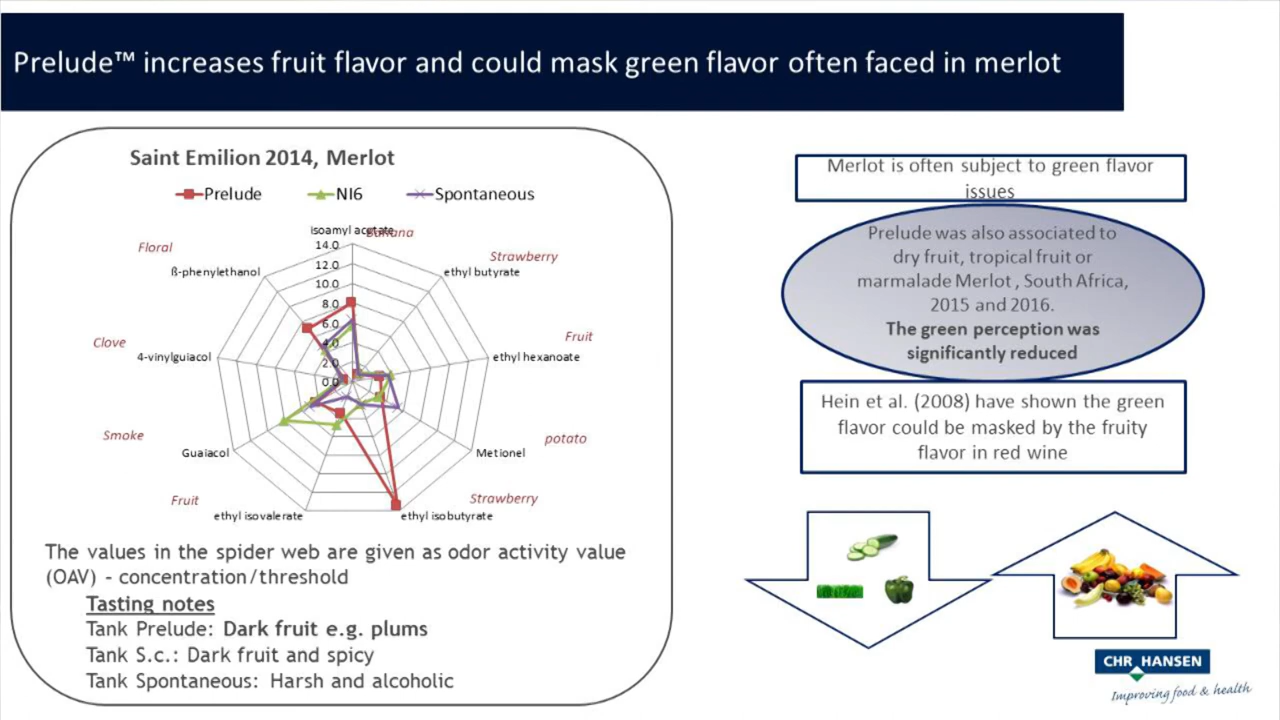 Prelude™ increases fruit flavor and could mask green flavor often faced in merlot
Saint Emilion 2014, Merlot
Prelude
NI6
Spontaneous
isoamyl acetate
Banana
14.0
12.0
10.0
8.0
6.0
4.0
2.0
0.0
Floral
ß-phenylethanol
Strawberry
ethyl butyrate
Clove
4-vinylguiacol
Fruit
ethyl hexanoate
Smoke
Guaiacol
potato
Metionel
Fruit
ethyl isovalerate
Strawberry
ethyl isobutyrate
The values in the spider web are given as odor activity value
(OAV) - concentration/threshold
Tasting notes
Tank Prelude: Dark fruit e.g. plums
Tank S.c.: Dark fruit and spicy
Tank Spontaneous: Harsh and alcoholic
Merlot is often subject to green flavor
issues
Prelude was also associated to
dry fruit, tropical fruit or
marmalade Merlot , South Africa,
2015 and 2016.
The green perception was
significantly reduced
Hein et al. (2008) have shown the green
flavor could be masked by the fruity
flavor in red wine
CHR HANSEN
Improving food & health